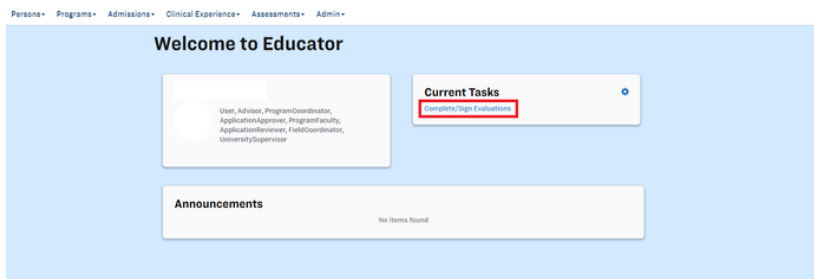 Persons Programs Admissions Clinical Experience Assessments Admin
Welcome to Educator
User, Advisor, ProgramCoordinator,
ApplicationApprover, ProgramFaculty,
ApplicationReviewer, FieldCoordinator,
UniversitySupervisor
Current Tasks
Complete/Sign Evaluations
Announcements
No items found